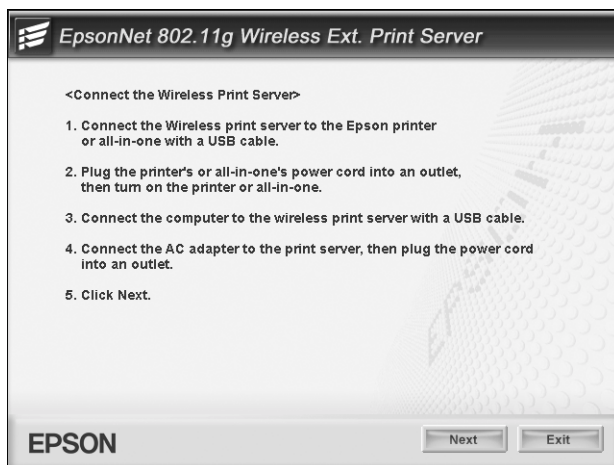 EpsonNet 802.11g Wireless Ext. Print Server
<Connect the Wireless Print Server>
1. Connect the Wireless print server to the Epson printer
or all-in-one with a USB cable.
2. Plug the printer's or all-in-one's power cord into an outlet,
then turn on the printer or all-in-one.
3. Connect the computer to the wireless print server with a USB cable.
4. Connect the AC adapter to the print server, then plug the power cord
into an outlet.
5. Click Next.
EPSON
Next
Exit